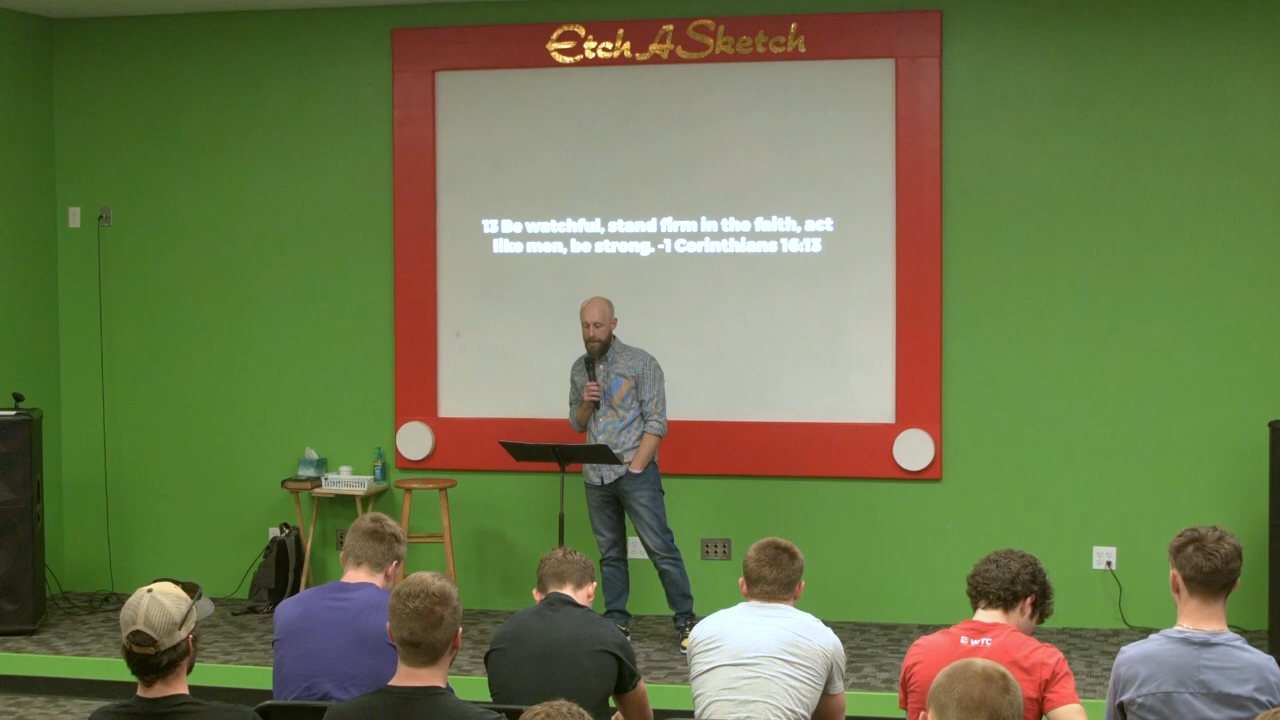 Etch A Sketch
13 Be watchful, stand firm in the faith, act
like men, be strong. -1 Corinthians 16:13
WTC